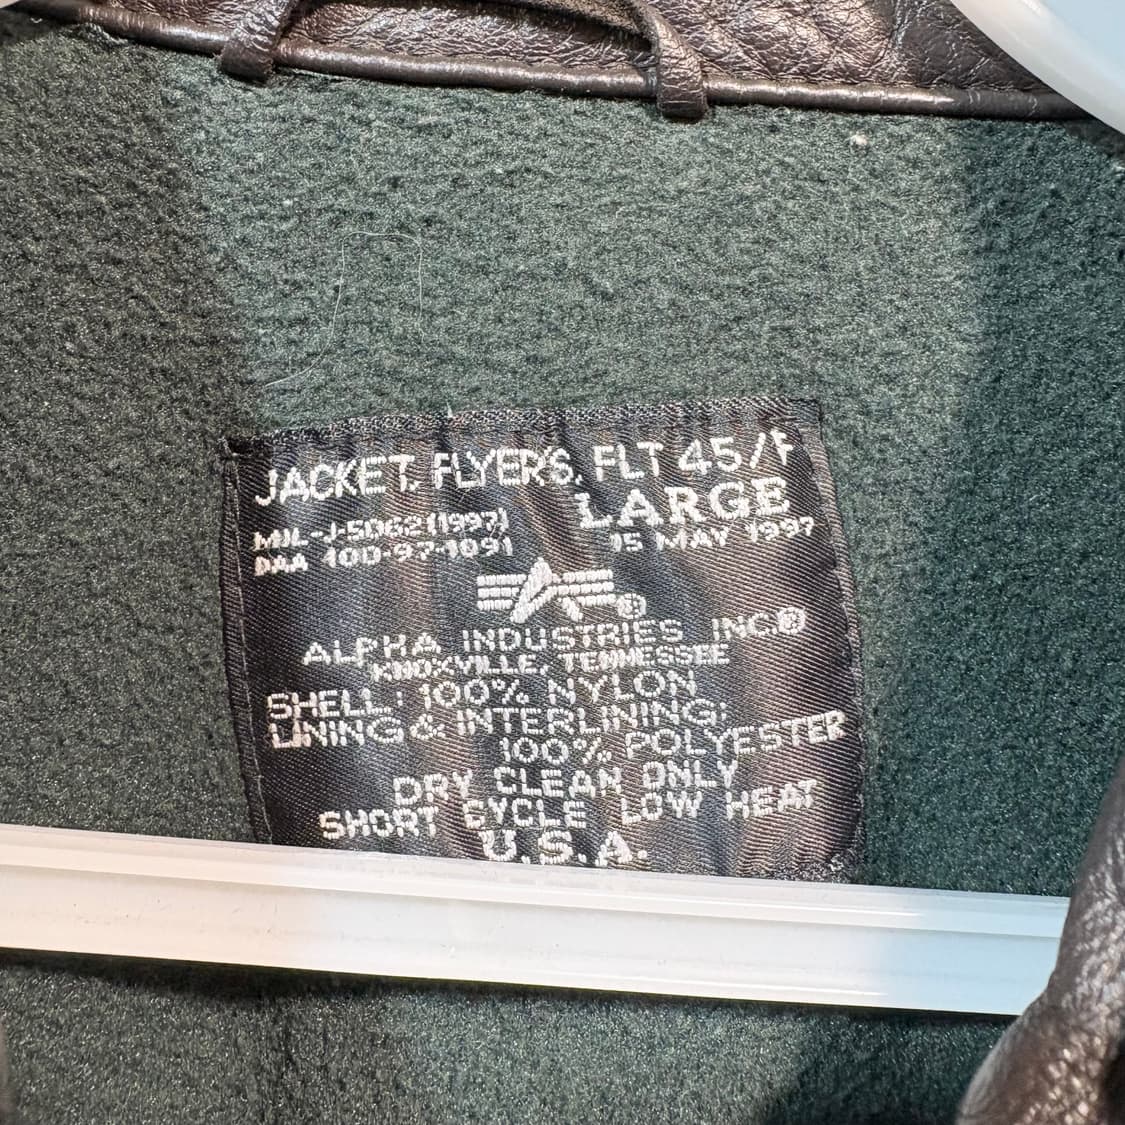 JACKET, FLYER'S, FLT 45/F
LARGE
MIL-J-5062 (1997)
DAA 100-97-1091
15 MAY 1997
ALPHA INDUSTRIES INC.®
KNOXVILLE, TENNESSEE
SHELL: 100% NYLON
LINING & INTERLINING:
100% POLYESTER
DRY CLEAN ONLY
SHORT CYCLE LOW HEAT
U.S.A.